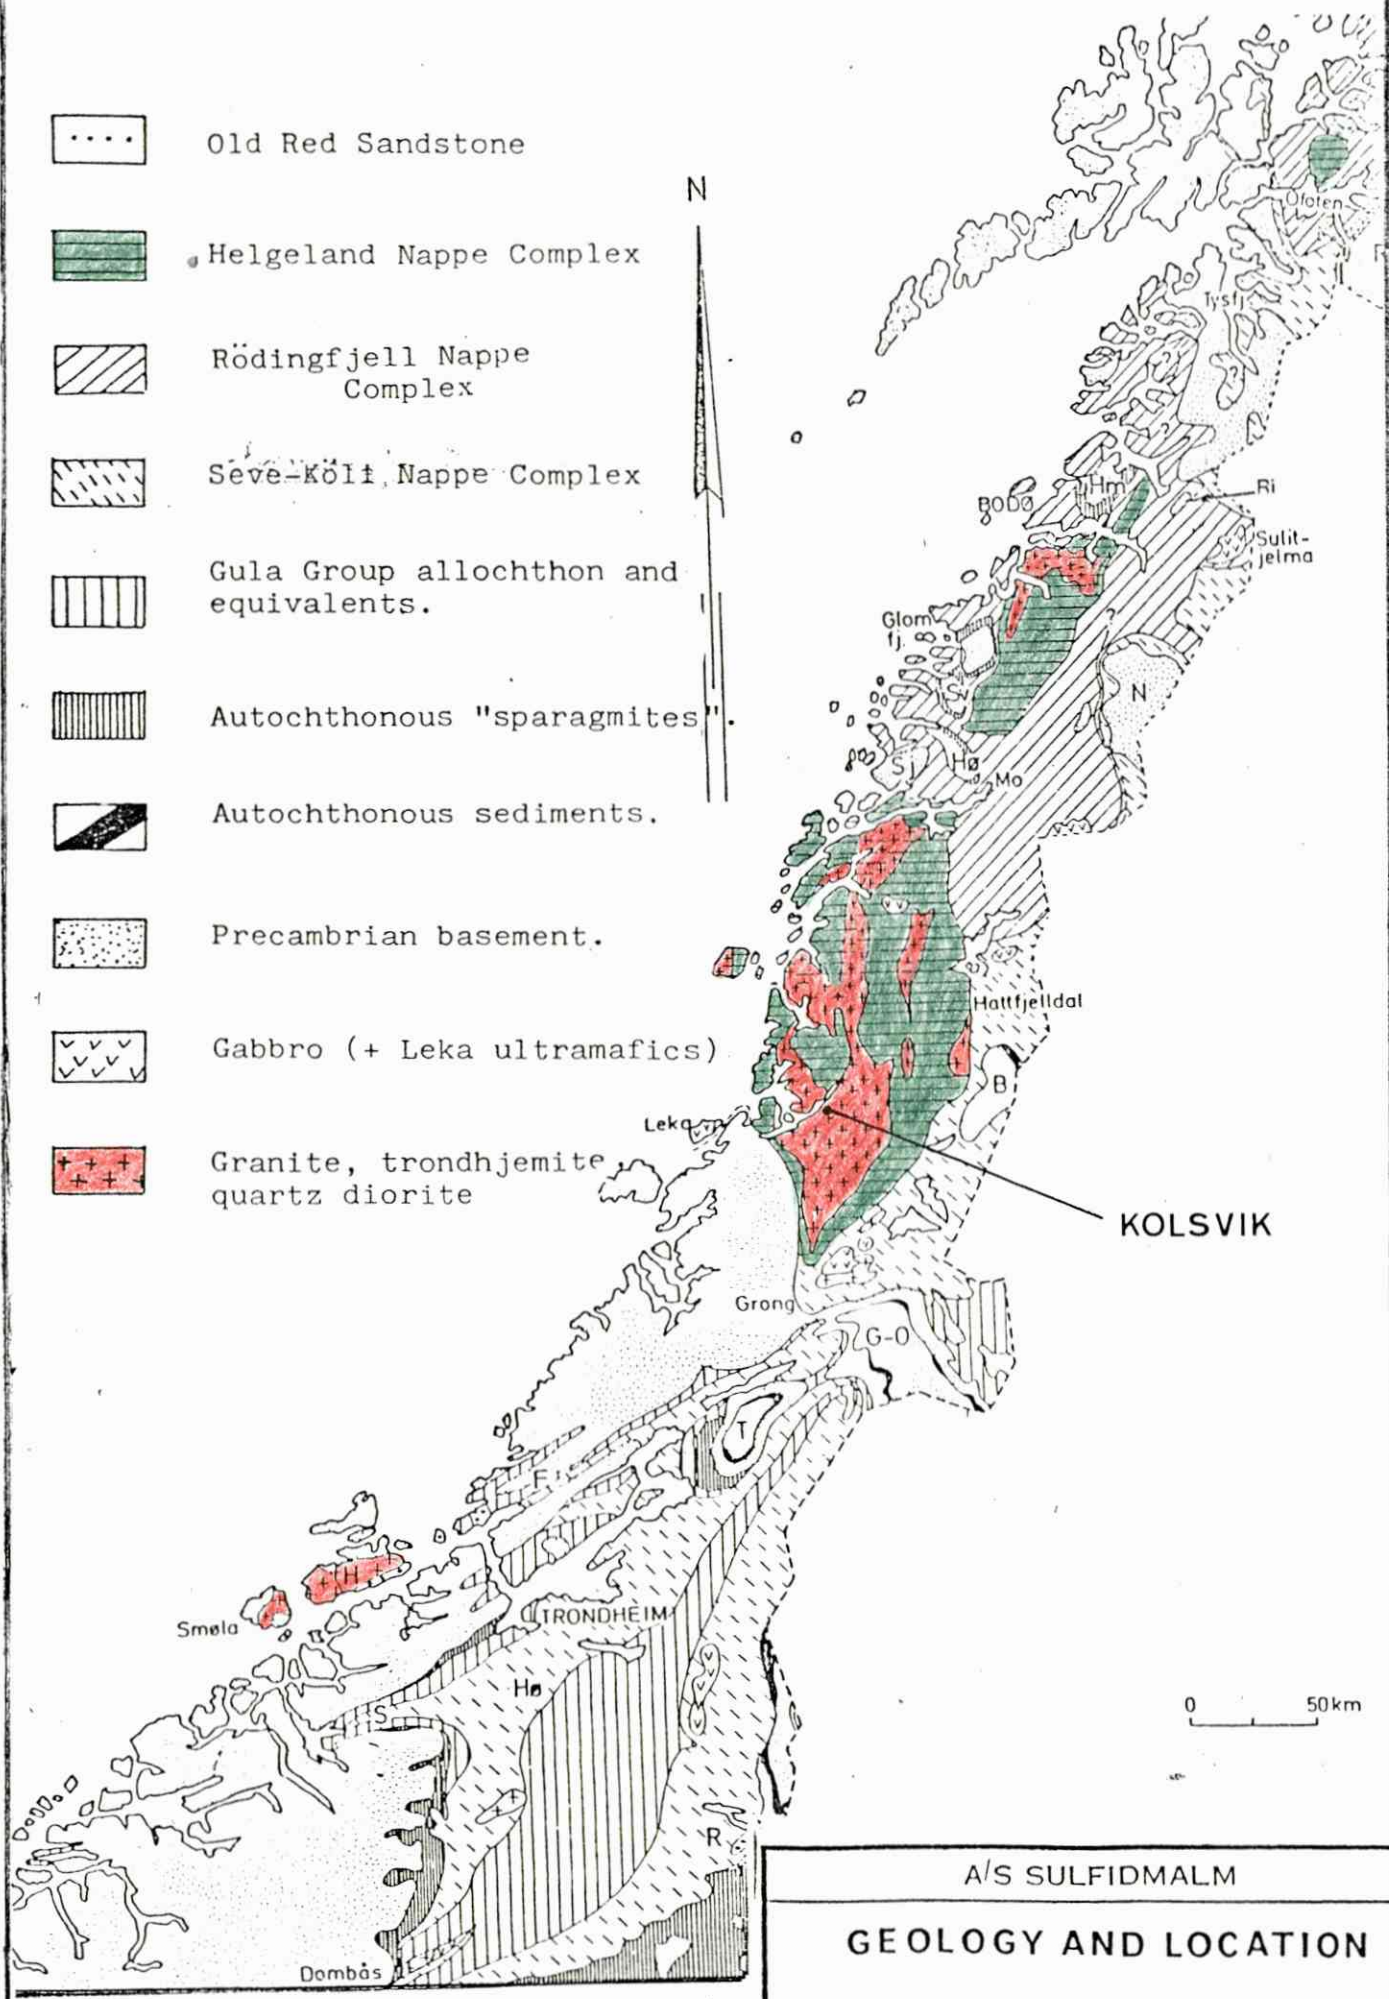 Old Red Sandstone
Helgeland Nappe Complex
Rödingfjell Nappe
Complex
Seve-Köli Nappe Complex
Gula Group allochthon and
equivalents.
Autochthonous "sparagmites".
Autochthonous sediments.
Precambrian basement.
Gabbro (+ Leka ultramafics)
Granite, trondhjemite,
quartz diorite
N
Ofoten
Tysfj.
Hm
BODØ
Ri
Sulit-
jelma
Glom
fj.
Sv
N
Sj
Hø
Mo
Hattfjelldal
B
Leka
KOLSVIK
Grong
G-O
T
F
H
Smøla
TRONDHEIM
Hø
S
R
Dombås
0 50km
A/S SULFIDMALM
GEOLOGY AND LOCATION